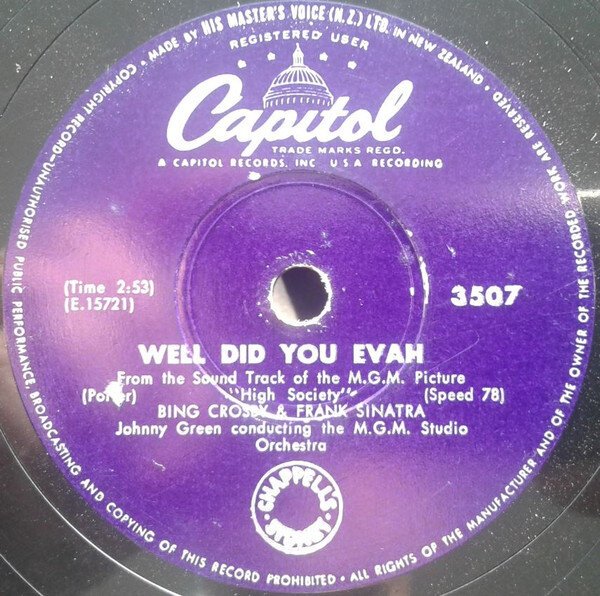 MADE BY HIS MASTER'S VOICE (N.Z.) LTD. IN NEW ZEALAND •
REGISTERED USER
Capitol
TRADE MARKS REGD.
A CAPITOL RECORDS, INC U S A RECORDING
(Time 2:53)
(E.15721)
3507
WELL DID YOU EVAH
From the Sound Track of the M.G.M. Picture
(Porter) "High Society" (Speed 78)
BING CROSBY & FRANK SINATRA
Johnny Green conducting the M.G.M. Studio
Orchestra
CHAPPELL'S
SYDNEY
ALL RIGHTS OF THE MANUFACTURER AND OF THE OWNER OF THE RECORDED WORK ARE RESERVED •
COPYRIGHT RECORD—UNAUTHORISED PUBLIC PERFORMANCE, BROADCASTING AND COPYING OF THIS RECORD PROHIBITED •